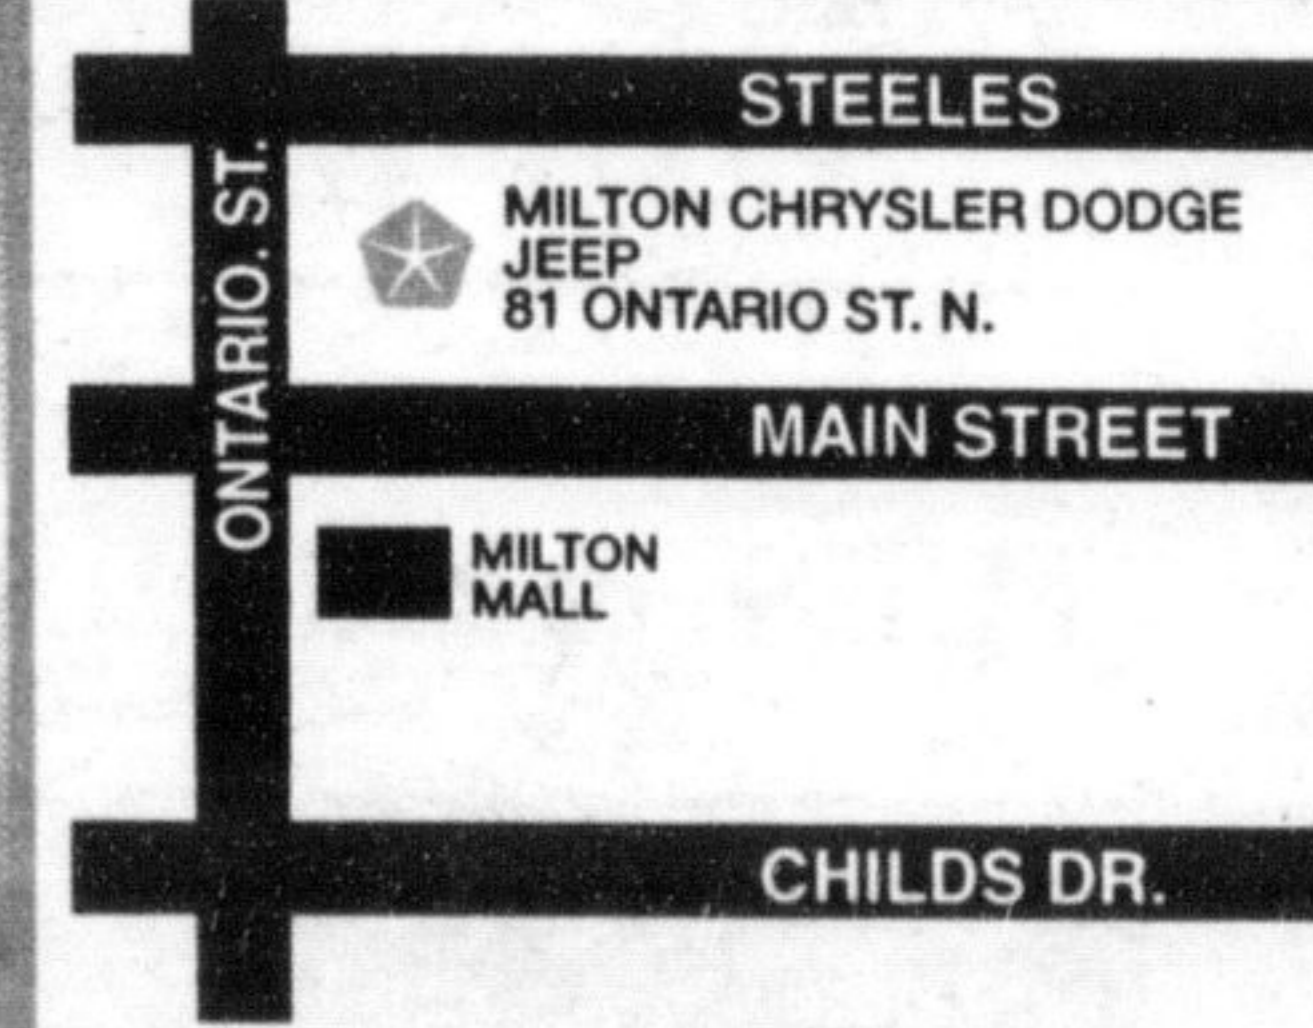 STEELES
ONTARIO. ST.
MILTON CHRYSLER DODGE
JEEP
81 ONTARIO ST. N.
MAIN STREET
MILTON
MALL
CHILDS DR.